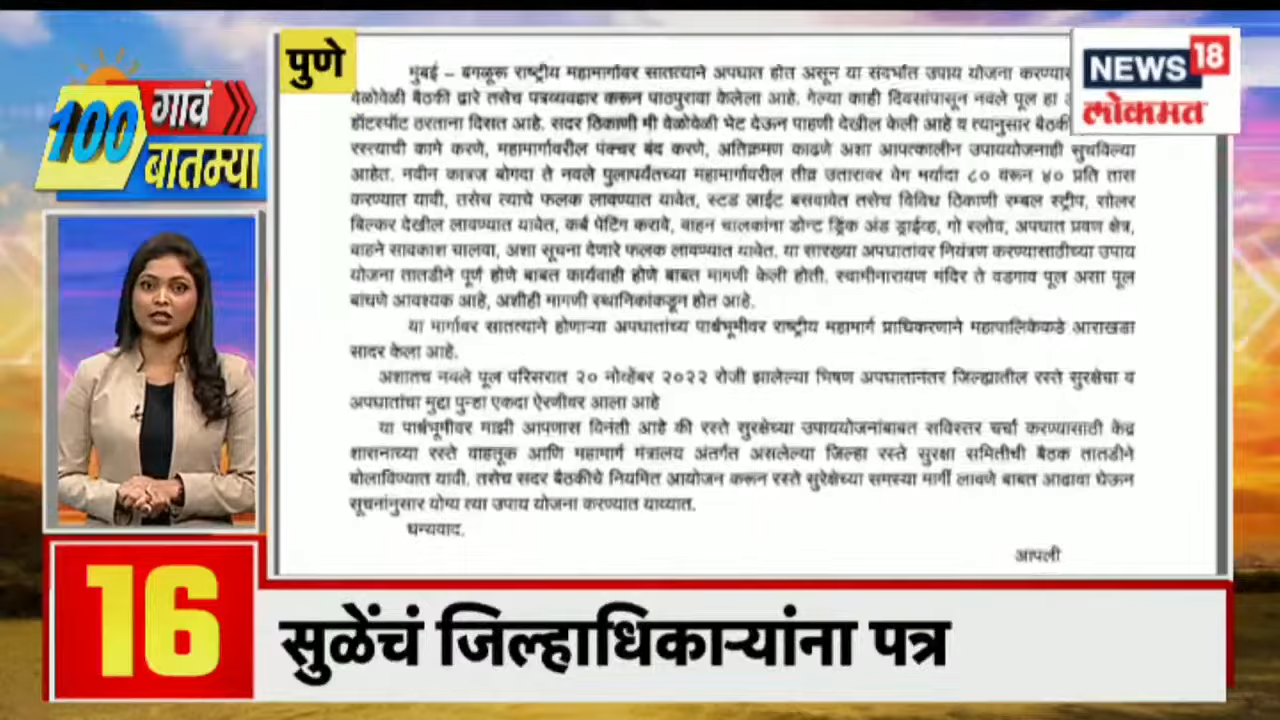 100 गावं
बातम्या
पुणे
NEWS 18
लोकमत
मुंबई – बंगळूरू राष्ट्रीय महामार्गावर सातत्याने अपघात होत असून या संदर्भात उपाय योजना करण्यास
वेळोवेळी बैठकी द्वारे तसेच पत्रव्यवहार करून पाठपुरावा केलेला आहे. गेल्या काही दिवसांपासून नवले पूल हा
हॉटस्पॉट ठरताना दिसत आहे. सदर ठिकाणी मी वेळोवेळी भेट देऊन पाहणी देखील केली आहे व त्यानुसार बैठकी
रस्त्याची कामे करणे, महामार्गावरील पंक्चर बंद करणे, अतिक्रमण काढणे अशा आपत्कालीन उपाययोजनाही सुचविल्या
आहेत. नवीन कात्रज बोगदा ते नवले पुलापर्यंतच्या महामार्गावरील तीव्र उतारावर वेग मर्यादा ८० वरून ४० प्रति तास
करण्यात यावी, तसेच त्याचे फलक लावण्यात यावेत, स्टड लाईट बसवावेत तसेच विविध ठिकाणी रम्बल स्ट्रीप, सोलर
ब्लिंकर देखील लावण्यात यावेत, कर्ब पेंटिंग करावे, वाहन चालकांना डोन्ट ड्रिंक अंड ड्राईव्ह, गो स्लोव, अपघात प्रवण क्षेत्र,
वाहने सावकाश चालवा, अशा सूचना देणारे फलक लावण्यात यावेत. या सारख्या अपघातांवर नियंत्रण करण्यासाठीच्या उपाय
योजना तातडीने पूर्ण होणे बाबत कार्यवाही होणे बाबत मागणी केली होती. स्वामीनारायण मंदिर ते वडगाव पूल असा पूल
बांधणे आवश्यक आहे, अशीही मागणी स्थानिकांकडून होत आहे.
या मार्गावर सातत्याने होणाऱ्या अपघातांच्या पार्श्वभूमीवर राष्ट्रीय महामार्ग प्राधिकरणाने महापालिकेकडे आराखडा
सादर केला आहे.
अशातच नवले पूल परिसरात २० नोव्हेंबर २०२२ रोजी झालेल्या भिषण अपघातानंतर जिल्ह्यातील रस्ते सुरक्षेचा व
अपघातांचा मुद्दा पुन्हा एकदा ऐरणीवर आला आहे
या पार्श्वभूमीवर माझी आपणास विनंती आहे की रस्ते सुरक्षेच्या उपाययोजनांबाबत सविस्तर चर्चा करण्यासाठी केंद्र
शासनाच्या रस्ते वाहतूक आणि महामार्ग मंत्रालय अंतर्गत असलेल्या जिल्हा रस्ते सुरक्षा समितीची बैठक तातडीने
बोलाविण्यात यावी. तसेच सदर बैठकीचे नियमित आयोजन करून रस्ते सुरेक्षेच्या समस्या मार्गी लावणे बाबत आढावा घेऊन
सूचनांनुसार योग्य त्या उपाय योजना करण्यात याव्यात.
धन्यवाद.
आपली
16
सुळेंचं जिल्हाधिकाऱ्यांना पत्र